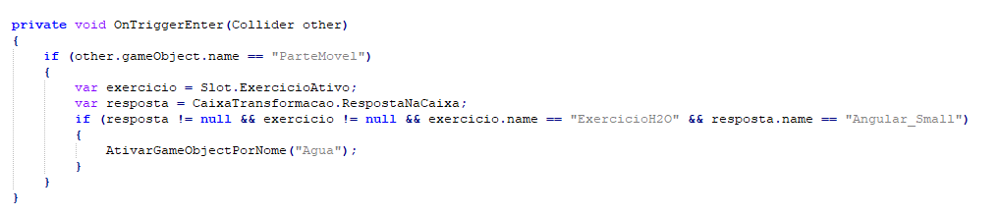 private void OnTriggerEnter(Collider other)
{
if (other.gameObject.name == "ParteMovel")
{
var exercicio = Slot.ExercicioAtivo;
var resposta = CaixaTransformacao.RespostaNaCaixa;
if (resposta != null && exercicio != null && exercicio.name == "ExercicioH2O" && resposta.name == "Angular_Small")
{
AtivarGameObjectPorNome("Agua");
}
}
}